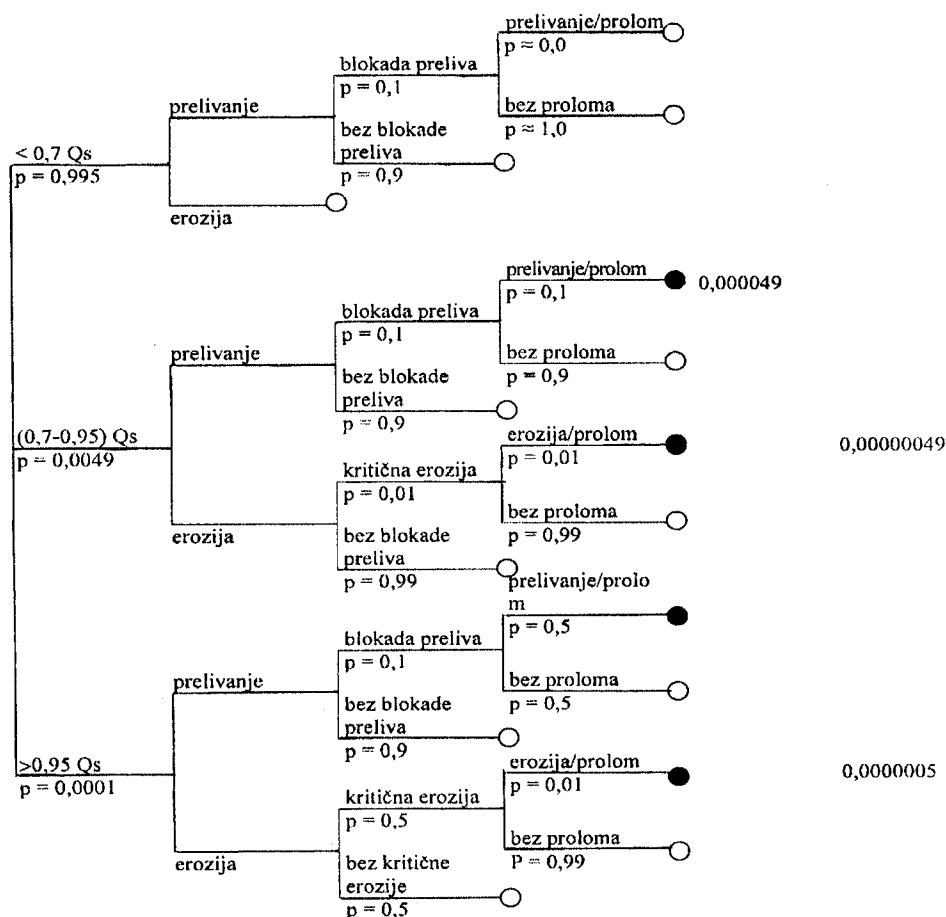 prelivanje/prolom
p ≈ 0,0
blokada preliva
p = 0,1
bez proloma
p ≈ 1,0
prelivanje
bez blokade
preliva
p = 0,9
< 0,7 Qs
p = 0,995
erozija
prelivanje/prolom
p = 0,1
0,000049
blokada preliva
p = 0,1
bez proloma
p = 0,9
prelivanje
bez blokade
preliva
p = 0,9
(0,7-0,95) Qs
p = 0,0049
erozija/prolom
p = 0,01
0,00000049
kritična erozija
p = 0,01
bez proloma
p = 0,99
erozija
bez blokade
preliva
p = 0,99
prelivanje/prolo
m
p = 0,5
blokada preliva
p = 0,1
bez proloma
p = 0,5
prelivanje
bez blokade
preliva
p = 0,9
>0,95 Qs
p = 0,0001
erozija/prolom
p = 0,01
0,0000005
kritična erozija
p = 0,5
bez proloma
P = 0,99
erozija
bez kritične
erozije
p = 0,5